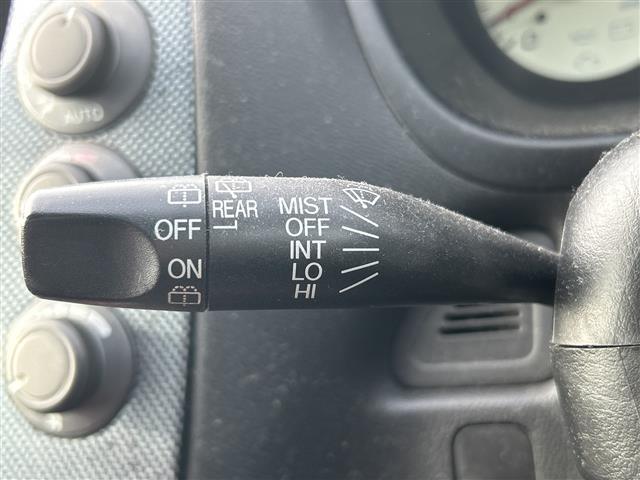 AUTO
OFF
ON
REAR
MIST
OFF
INT
LO
HI